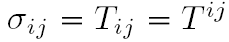 σ_{ij} = T_{ij} = T^{ij}